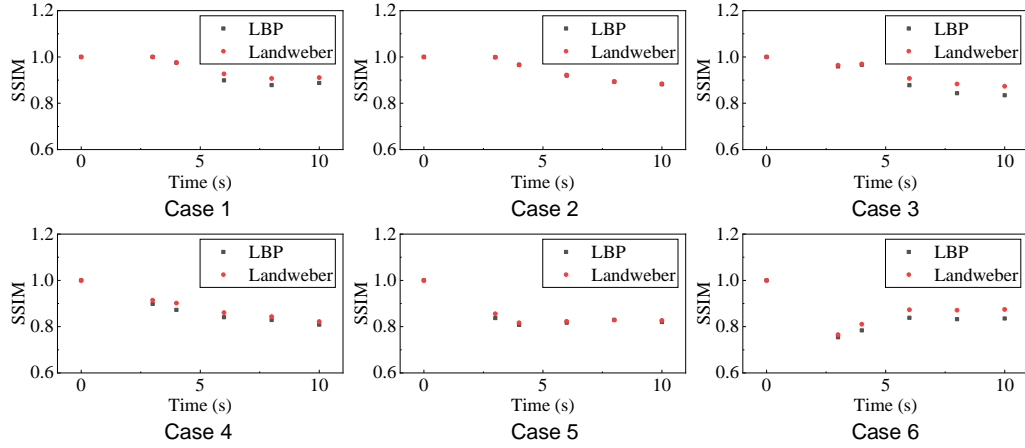 1.2
1.0
0.8
0.6
SSIM
LBP
Landweber
0
5
10
Time (s)
Case 1
1.2
1.0
0.8
0.6
SSIM
LBP
Landweber
0
5
10
Time (s)
Case 2
1.2
1.0
0.8
0.6
SSIM
LBP
Landweber
0
5
10
Time (s)
Case 3
1.2
1.0
0.8
0.6
SSIM
LBP
Landweber
0
5
10
Time (s)
Case 4
1.2
1.0
0.8
0.6
SSIM
LBP
Landweber
0
5
10
Time (s)
Case 5
1.2
1.0
0.8
0.6
SSIM
LBP
Landweber
0
5
10
Time (s)
Case 6